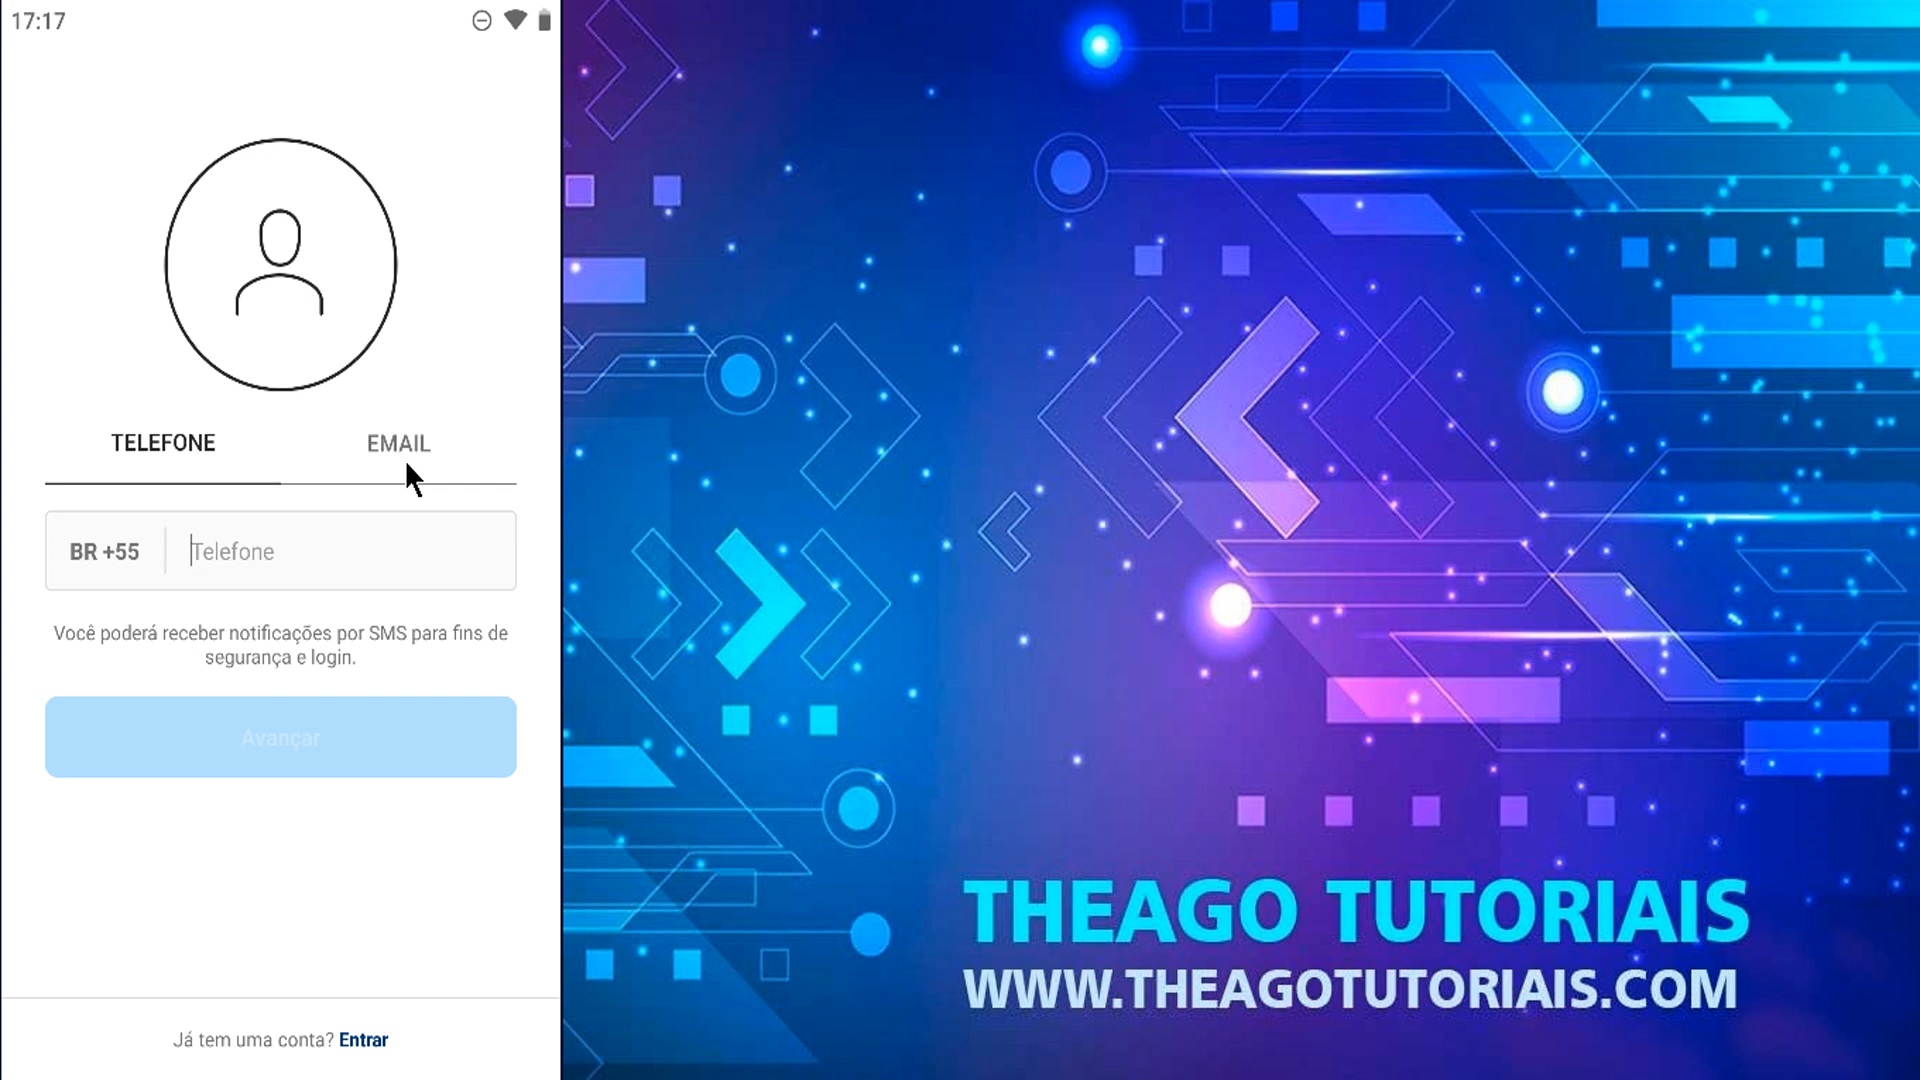 17:17
TELEFONE
EMAIL
BR +55
Telefone
Você poderá receber notificações por SMS para fins de
segurança e login.
Avançar
Já tem uma conta? Entrar
THEAGO TUTORIAIS
WWW.THEAGOTUTORIAIS.COM